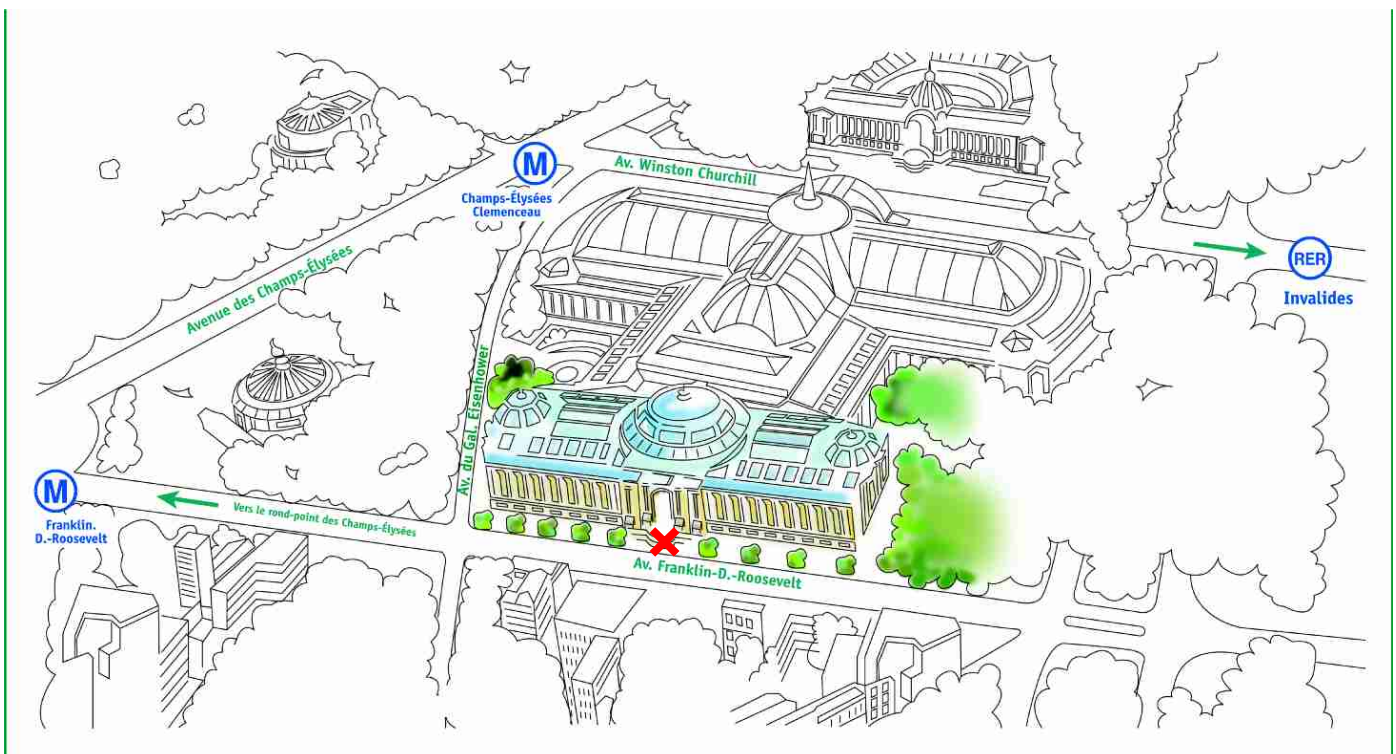 M
Av. Winston Churchill
Champs-Élysées
Clemenceau
RER
Invalides
Avenue des Champs-Élysées
Av. du Gal. Eisenhower
M
Franklin.
D.-Roosevelt
Vers le rond-point des Champs-Élysées
Av. Franklin-D.-Roosevelt